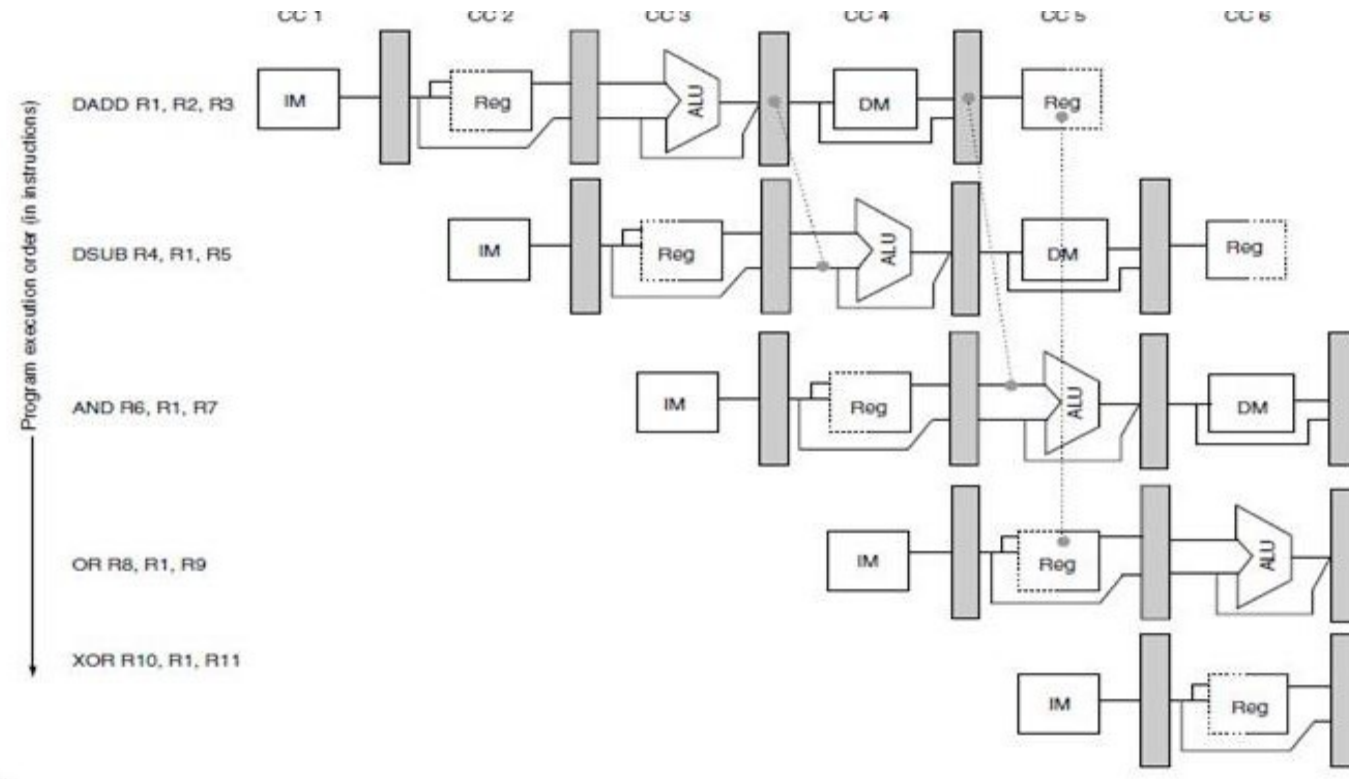 CC 1 CC 2 CC 3 CC 4 CC 5 CC 6
Program execution order (in instructions)
DADD R1, R2, R3 IM Reg ALU DM Reg
DSUB R4, R1, R5 IM Reg ALU DM Reg
AND R6, R1, R7 IM Reg ALU DM
OR R8, R1, R9 IM Reg ALU
XOR R10, R1, R11 IM Reg